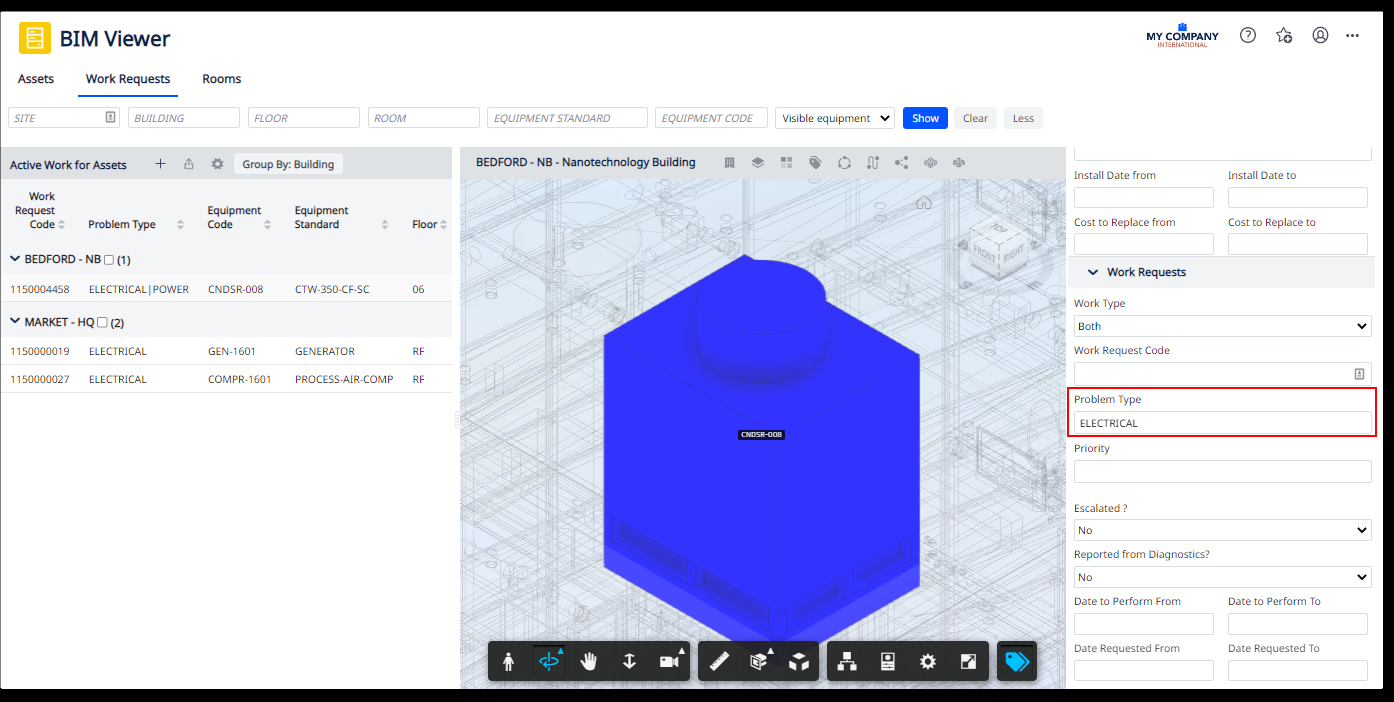 BIM Viewer
MY COMPANY
INTERNATIONAL
Assets
Work Requests
Rooms
SITE
BUILDING
FLOOR
ROOM
EQUIPMENT STANDARD
EQUIPMENT CODE
Visible equipment
Show
Clear
Less
Active Work for Assets
Group By: Building
Work
Request
Code
Problem Type
Equipment
Code
Equipment
Standard
Floor
BEDFORD - NB (1)
1150004458 ELECTRICAL|POWER CNDSR-008 CTW-350-CF-SC 06
MARKET - HQ (2)
1150000019 ELECTRICAL GEN-1601 GENERATOR RF
1150000027 ELECTRICAL COMPR-1601 PROCESS-AIR-COMP RF
BEDFORD - NB - Nanotechnology Building
TOP
FRONT
RIGHT
CNDSR-008
Install Date from
Install Date to
Cost to Replace from
Cost to Replace to
Work Requests
Work Type
Both
Work Request Code
Problem Type
ELECTRICAL
Priority
Escalated ?
No
Reported from Diagnostics?
No
Date to Perform From
Date to Perform To
Date Requested From
Date Requested To